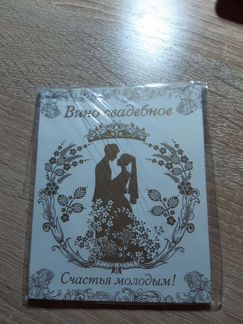 Вино свадебное
Счастья молодым!